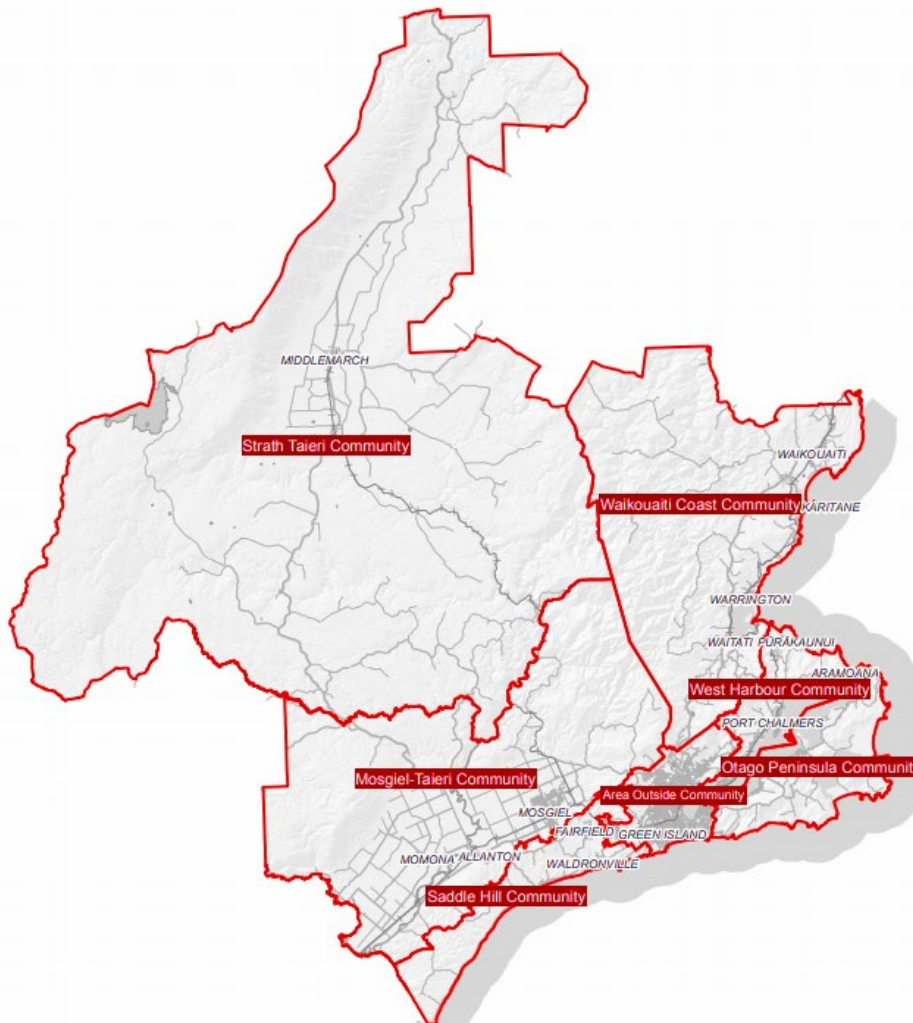 MIDDLEMARCH
Strath Taieri Community
WAIKOUAITI
Waikouaiti Coast Community
KARITANE
WARRINGTON
WAITATI
PŪRĀKAUNUI
ARAMOANA
West Harbour Community
PORT CHALMERS
Otago Peninsula Communit
Mosgiel-Taieri Community
Area Outside Community
MOSGIEL
FAIRFIELD
GREEN ISLAND
MOMONA
ALLANTON
WALDRONVILLE
Saddle Hill Community